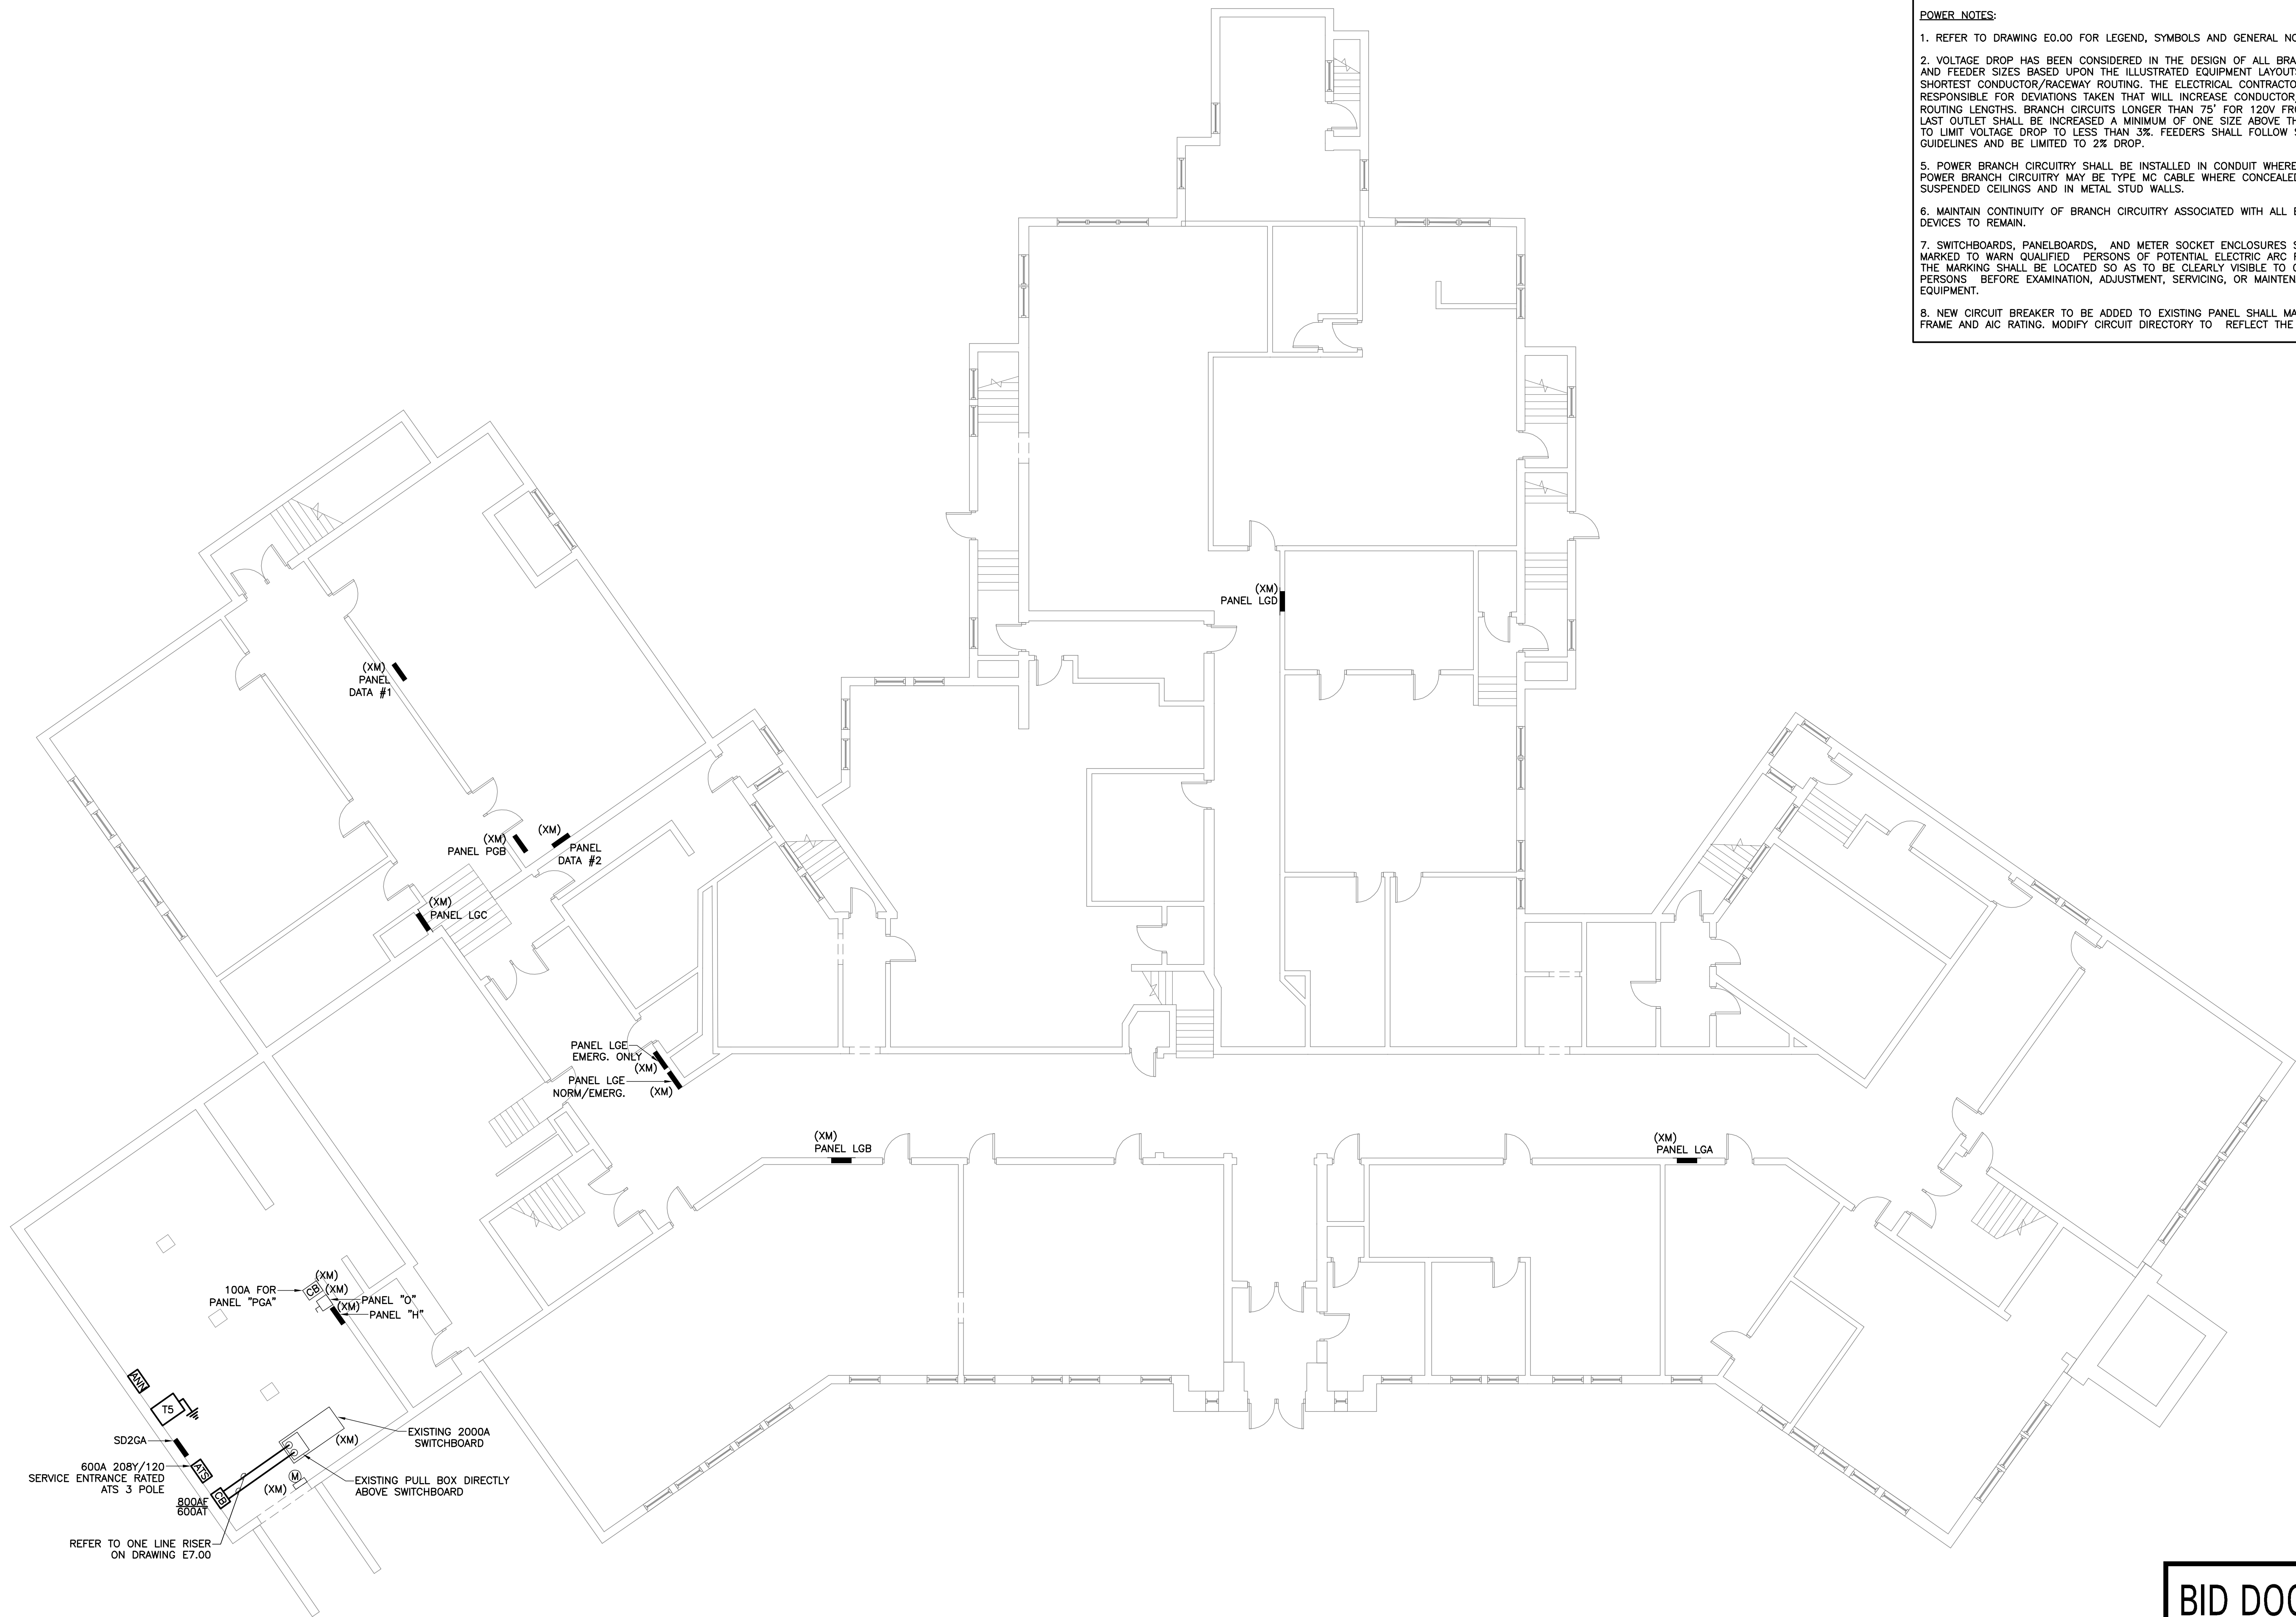 POWER NOTES:
1. REFER TO DRAWING E0.00 FOR LEGEND, SYMBOLS AND GENERAL
2. VOLTAGE DROP HAS BEEN CONSIDERED IN THE DESIGN OF ALL
AND FEEDER SIZES BASED UPON THE ILLUSTRATED EQUIPMENT
SHORTEST CONDUCTOR/RACEWAY ROUTING. THE ELECTRICAL
RESPONSIBLE FOR DEVIATIONS TAKEN THAT WILL INCREASE CONDUCTOR/
ROUTING LENGTHS. BRANCH CIRCUITS LONGER THAN 75' FOR 120V
LAST OUTLET SHALL BE INCREASED A MINIMUM OF ONE SIZE ABOVE
TO LIMIT VOLTAGE DROP TO LESS THAN 3%. FEEDERS SHALL FOLLOW
GUIDELINES AND BE LIMITED TO 2% DROP.
5. POWER BRANCH CIRCUITRY SHALL BE INSTALLED IN CONDUIT WHERE
POWER BRANCH CIRCUITRY MAY BE TYPE MC CABLE WHERE CONCEALED
SUSPENDED CEILINGS AND IN METAL STUD WALLS.
6. MAINTAIN CONTINUITY OF BRANCH CIRCUITRY ASSOCIATED WITH ALL
DEVICES TO REMAIN.
7. SWITCHBOARDS, PANELBOARDS, AND METER SOCKET ENCLOSURES
MARKED TO WARN QUALIFIED PERSONS OF POTENTIAL ELECTRIC ARC
THE MARKING SHALL BE LOCATED SO AS TO BE CLEARLY VISIBLE TO
PERSONS BEFORE EXAMINATION, ADJUSTMENT, SERVICING, OR
EQUIPMENT.
8. NEW CIRCUIT BREAKER TO BE ADDED TO EXISTING PANEL SHALL
FRAME AND AIC RATING. MODIFY CIRCUIT DIRECTORY TO REFLECT THE
(XM)
PANEL LGD
(XM)
PANEL
DATA #1
(XM)
PANEL PGB
(XM)
PANEL
DATA #2
(XM)
PANEL LGC
PANEL LGE
EMERG. ONLY
(XM)
PANEL LGE
NORM/EMERG.
(XM)
(XM)
PANEL LGB
(XM)
PANEL LGA
100A FOR
PANEL "PGA"
CB
(XM)
(XM)
PANEL "O"
(XM)
PANEL "H"
ANN
T5
SD2GA
600A 208Y/120
SERVICE ENTRANCE RATED
ATS 3 POLE
ATS
800AF
600AT
CB
(XM)
M
(XM)
EXISTING 2000A
SWITCHBOARD
EXISTING PULL BOX DIRECTLY
ABOVE SWITCHBOARD
REFER TO ONE LINE RISER
ON DRAWING E7.00
BID